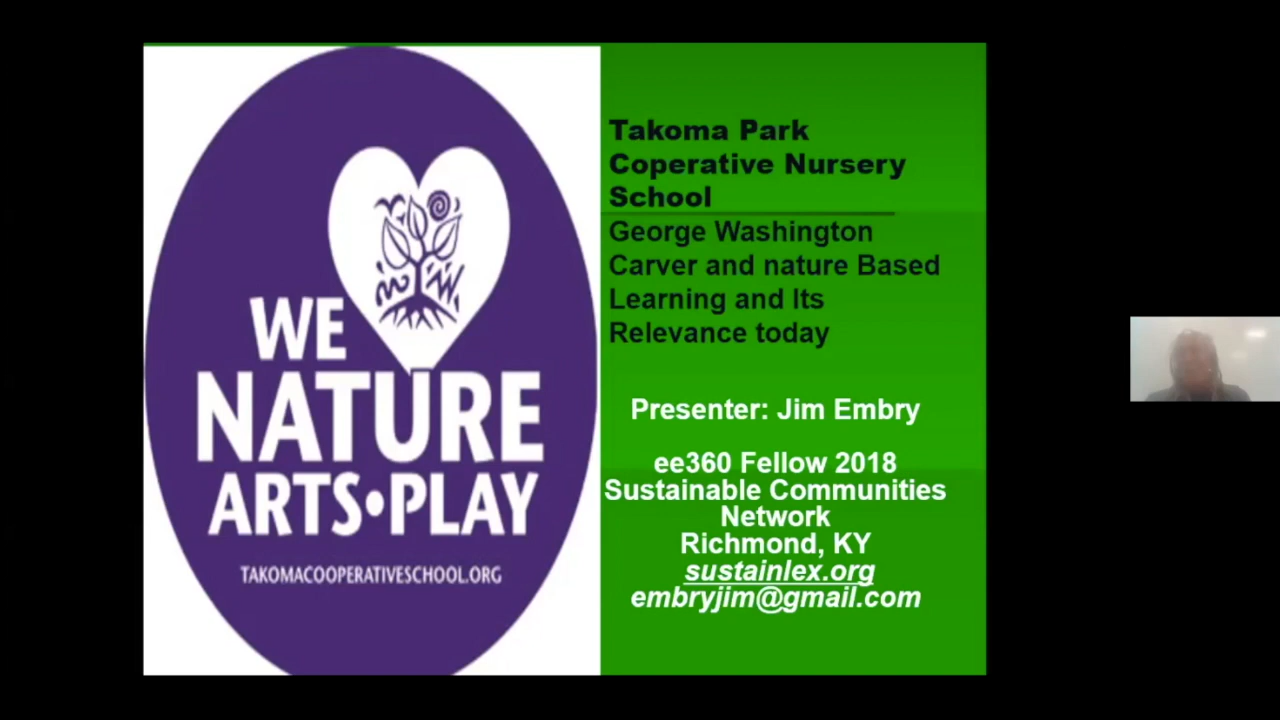 WE
NATURE
ARTS•PLAY
TAKOMACOOPERATIVESCHOOL.ORG
Takoma Park
Coperative Nursery
School
George Washington
Carver and nature Based
Learning and Its
Relevance today
Presenter: Jim Embry
ee360 Fellow 2018
Sustainable Communities
Network
Richmond, KY
sustainlex.org
embryjim@gmail.com